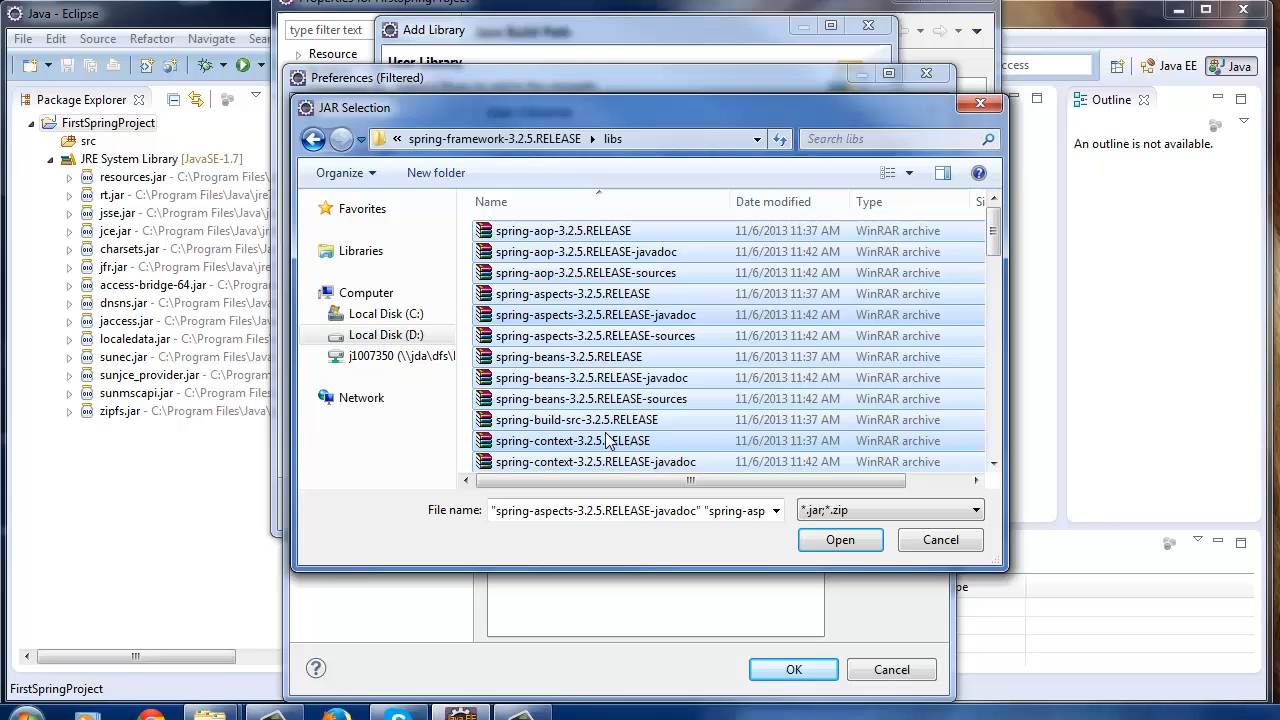 Java - Eclipse
Properties for FirstSpringProject
File Edit Source Refactor Navigate
type filter text
Resource
Add Library
Java Build Path
User Library
Preferences (Filtered)
JAR Selection
Java EE
Java
spring-framework-3.2.5.RELEASE
libs
Search libs
Organize
New folder
Package Explorer
FirstSpringProject
src
JRE System Library [JavaSE-1.7]
resources.jar - C:\Program Files\Java\jre
rt.jar - C:\Program Files\Java\
jsse.jar - C:\Program Files\Java\
jce.jar - C:\Program Files\Java\
charsets.jar - C:\Program Files\
jfr.jar - C:\Program Files\Java\
access-bridge-64.jar - C:\
dnsns.jar - C:\Program Files\
jaccess.jar - C:\Program Files\
localedata.jar - C:\Program
sunec.jar - C:\Program Files\
sunjce_provider.jar - C:\
sunmscapi.jar - C:\Program
zipfs.jar - C:\Program Files\
FirstSpringProject
Favorites
Libraries
Computer
Local Disk (C:)
Local Disk (D:)
j1007350 (\\jda\dfs\
Network
Name Date modified Type Si
spring-aop-3.2.5.RELEASE 11/6/2013 11:37 AM WinRAR archive
spring-aop-3.2.5.RELEASE-javadoc 11/6/2013 11:42 AM WinRAR archive
spring-aop-3.2.5.RELEASE-sources 11/6/2013 11:42 AM WinRAR archive
spring-aspects-3.2.5.RELEASE 11/6/2013 11:37 AM WinRAR archive
spring-aspects-3.2.5.RELEASE-javadoc 11/6/2013 11:42 AM WinRAR archive
spring-aspects-3.2.5.RELEASE-sources 11/6/2013 11:42 AM WinRAR archive
spring-beans-3.2.5.RELEASE 11/6/2013 11:37 AM WinRAR archive
spring-beans-3.2.5.RELEASE-javadoc 11/6/2013 11:42 AM WinRAR archive
spring-beans-3.2.5.RELEASE-sources 11/6/2013 11:42 AM WinRAR archive
spring-build-src-3.2.5.RELEASE 11/6/2013 11:37 AM WinRAR archive
spring-context-3.2.5.RELEASE 11/6/2013 11:37 AM WinRAR archive
spring-context-3.2.5.RELEASE-javadoc 11/6/2013 11:42 AM WinRAR archive
File name: "spring-aspects-3.2.5.RELEASE-javadoc" "spring-asp
*.jar;*.zip
Open
Cancel
OK
Cancel
Outline
An outline is not available.